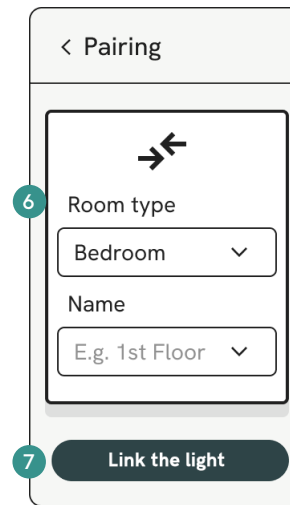 Pairing
6
Room type
Bedroom
Name
E.g. 1st Floor
7
Link the light